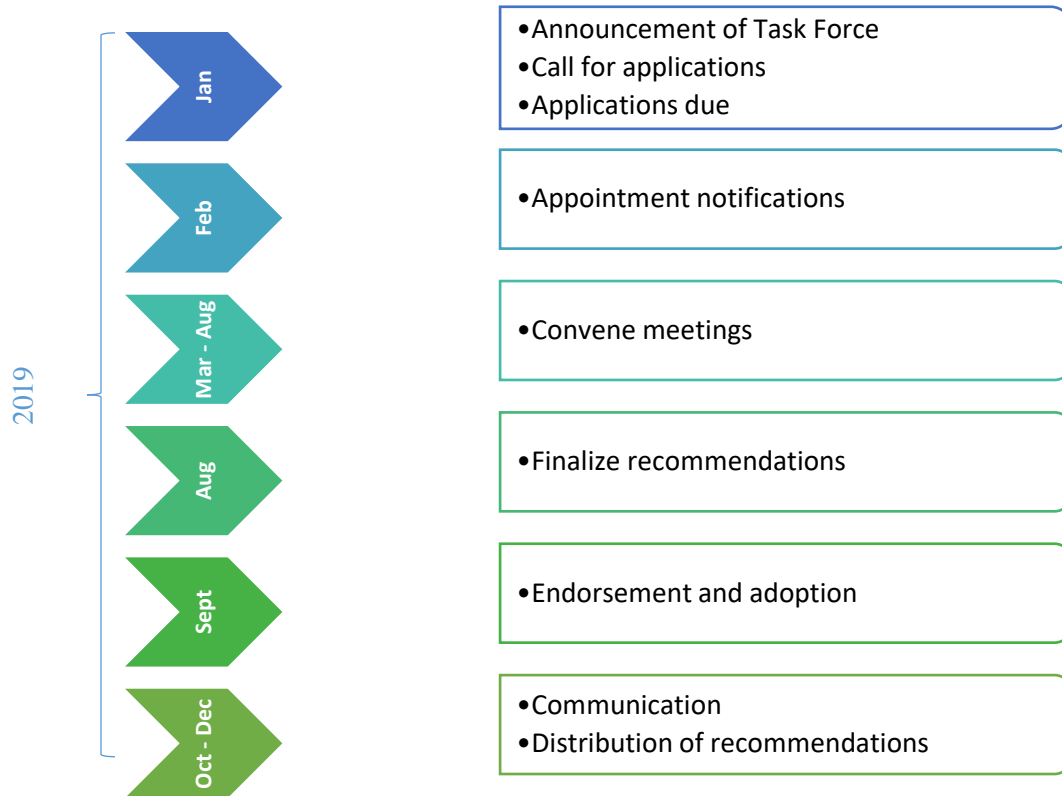 2019
Jan
•Announcement of Task Force
•Call for applications
•Applications due
Feb
•Appointment notifications
Mar - Aug
•Convene meetings
Aug
•Finalize recommendations
Sept
•Endorsement and adoption
Oct - Dec
•Communication
•Distribution of recommendations